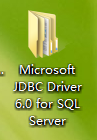 Microsoft
JDBC Driver
6.0 for SQL
Server